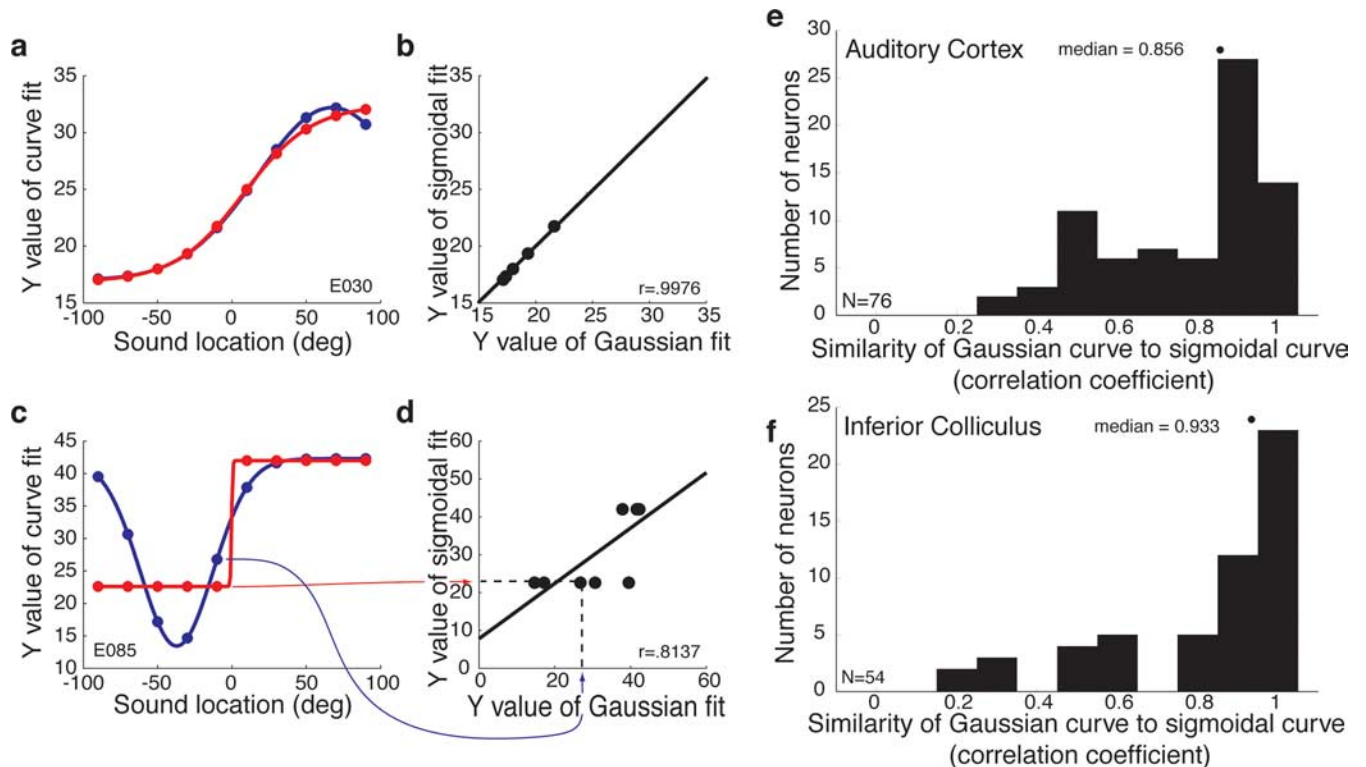 a
Y value of curve fit
35
30
25
20
15
-100 -50 0 50 100
E030
Sound location (deg)
b
Y value of sigmoidal fit
35
30
25
20
15
15 20 25 30 35
r=.9976
Y value of Gaussian fit
c
Y value of curve fit
45
40
35
30
25
20
15
10
-100 -50 0 50 100
E085
Sound location (deg)
d
Y value of sigmoidal fit
60
50
40
30
20
10
0
0 20 40 60
r=.8137
Y value of Gaussian fit
e
Auditory Cortex
median = 0.856
Number of neurons
30
25
20
15
10
5
0
N=76
0 0.2 0.4 0.6 0.8 1
Similarity of Gaussian curve to sigmoidal curve
(correlation coefficient)
f
Inferior Colliculus
median = 0.933
Number of neurons
25
20
15
10
5
0
N=54
0 0.2 0.4 0.6 0.8 1
Similarity of Gaussian curve to sigmoidal curve
(correlation coefficient)